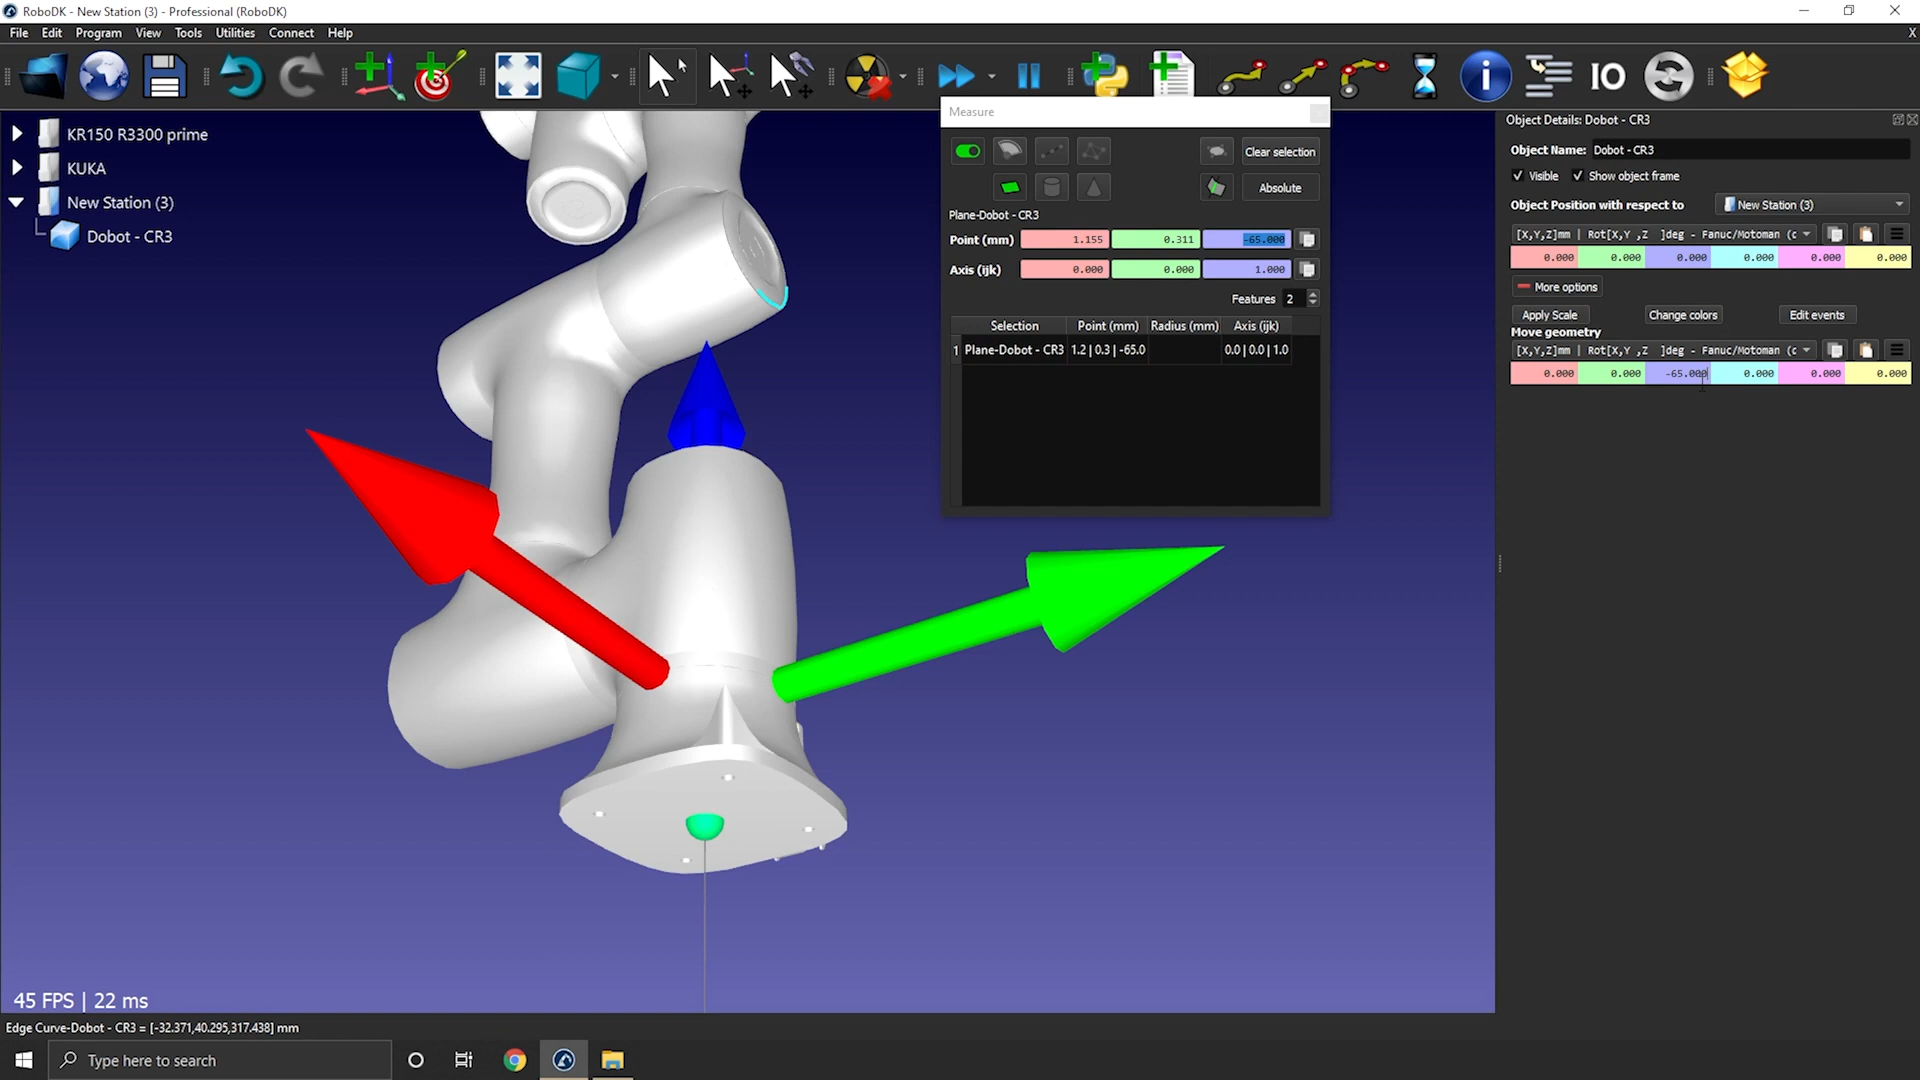 RoboDK - New Station (3) - Professional (RoboDK)
File Edit Program View Tools Utilities Connect Help
X
IO
KR150 R3300 prime
KUKA
New Station (3)
Dobot - CR3
Measure
Clear selection
Absolute
Plane-Dobot - CR3
Point (mm) 1.155 0.311 -65.000
Axis (ijk) 0.000 0.000 1.000
Features 2
Selection Point (mm) Radius (mm) Axis (ijk)
1 Plane-Dobot - CR3 1.2 | 0.3 | -65.0 0.0 | 0.0 | 1.0
Object Details: Dobot - CR3
Object Name: Dobot - CR3
Visible Show object frame
Object Position with respect to New Station (3)
[X,Y,Z]mm | Rot[X,Y ,Z ]deg - Fanuc/Motoman (c
0.000 0.000 0.000 0.000 0.000 0.000
More options
Apply Scale Change colors Edit events
Move geometry
[X,Y,Z]mm | Rot[X,Y ,Z ]deg - Fanuc/Motoman (c
0.000 0.000 -65.000 0.000 0.000 0.000
45 FPS | 22 ms
Edge Curve-Dobot - CR3 = [-32.371,40.295,317.438] mm
Type here to search